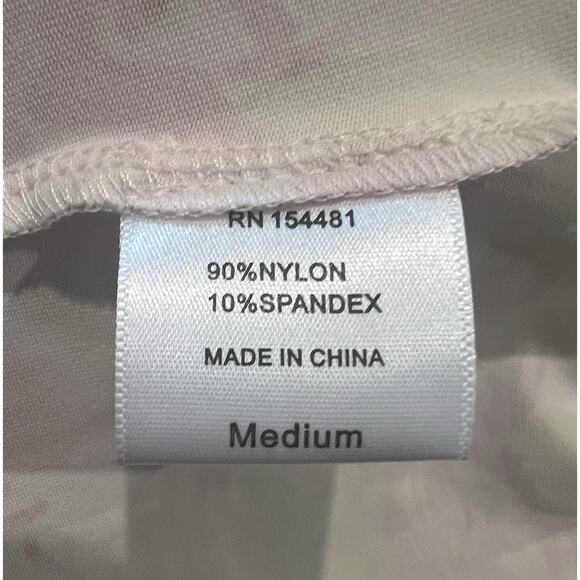 RN 154481
90%NYLON
10%SPANDEX
MADE IN CHINA
Medium